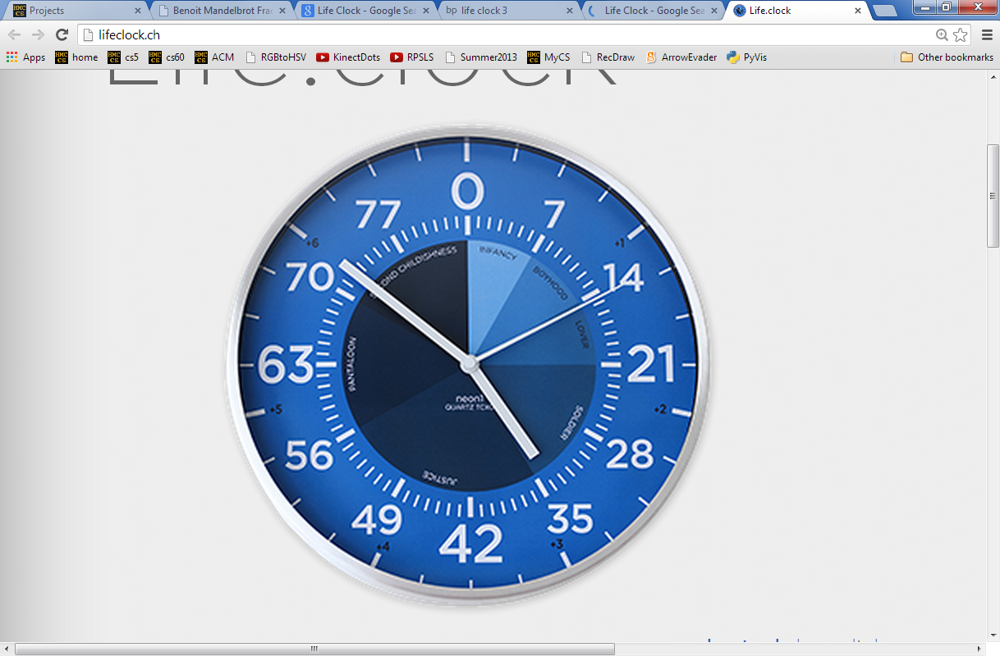 Projects
Benoit Mandelbrot Fra
Life Clock - Google Sea
life clock 3
Life Clock - Google Sea
Life.clock
lifeclock.ch
Apps home cs5 cs60 ACM RGBtoHSV KinectDots RPSLS Summer2013 MyCS RecDraw ArrowEvader PyVis Other bookmarks
Life.clock
0
7
14
21
28
35
42
49
56
63
70
77
+1
+2
+3
+4
+5
+6
INFANCY
BOYHOOD
LOVER
SOLDIER
JUSTICE
PANTALOON
CHILDISHNESS
neon1
QUARTZ